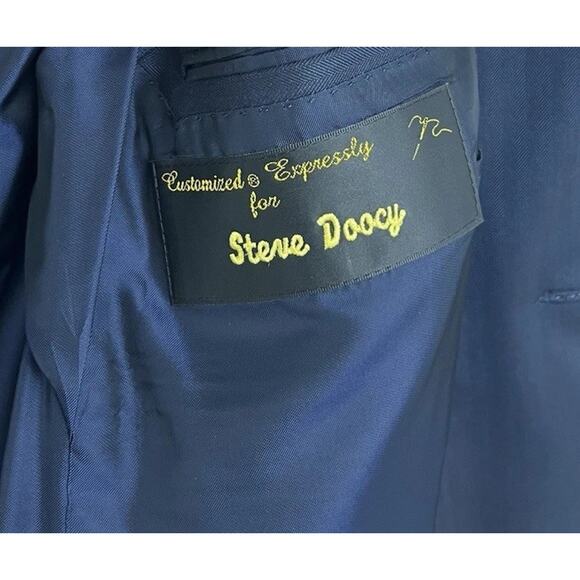 Customized ® Expressly
for
Steve Doocy